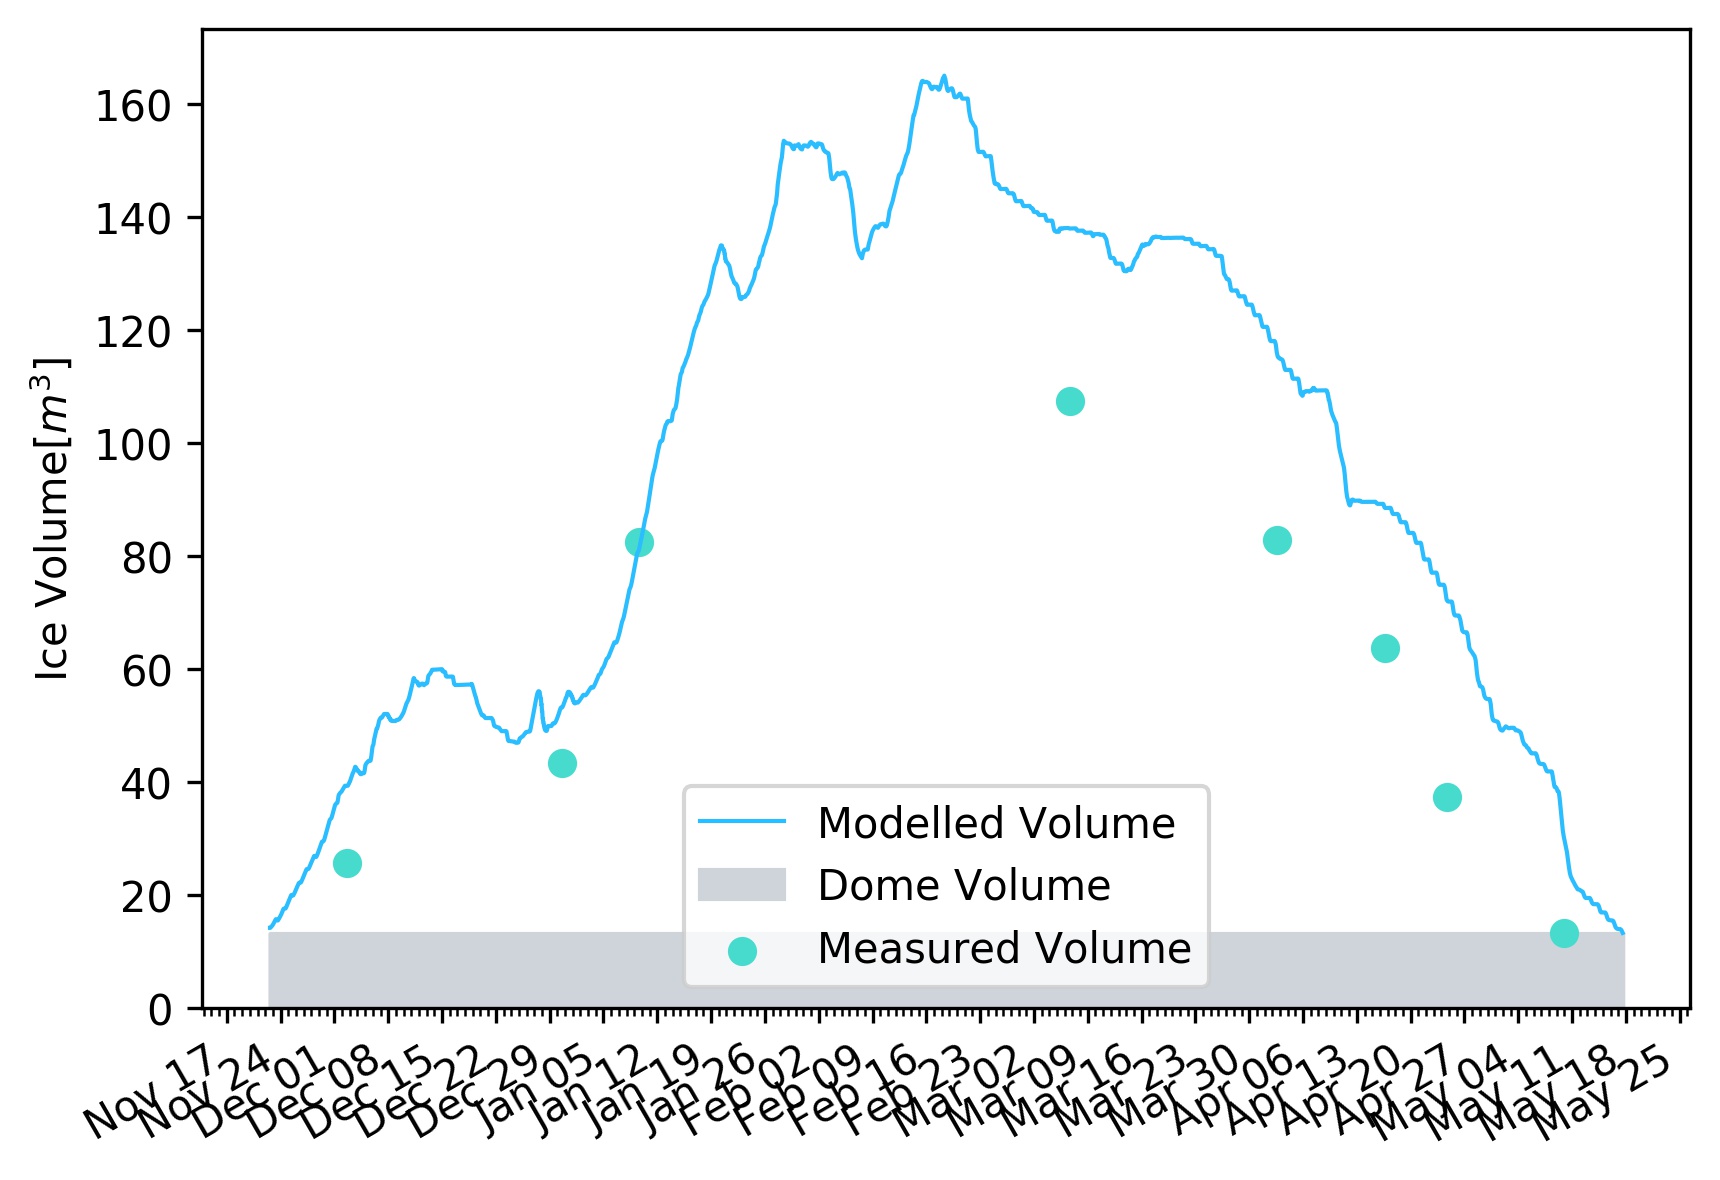 Ice Volume[m³]
160
140
120
100
80
60
40
20
0
Modelled Volume
Dome Volume
Measured Volume
Nov 17
Nov 24
Dec 01
Dec 08
Dec 15
Dec 22
Dec 29
Jan 05
Jan 12
Jan 19
Jan 26
Feb 02
Feb 09
Feb 16
Feb 23
Mar 02
Mar 09
Mar 16
Mar 23
Mar 30
Apr 06
Apr 13
Apr 20
Apr 27
May 04
May 11
May 18
May 25